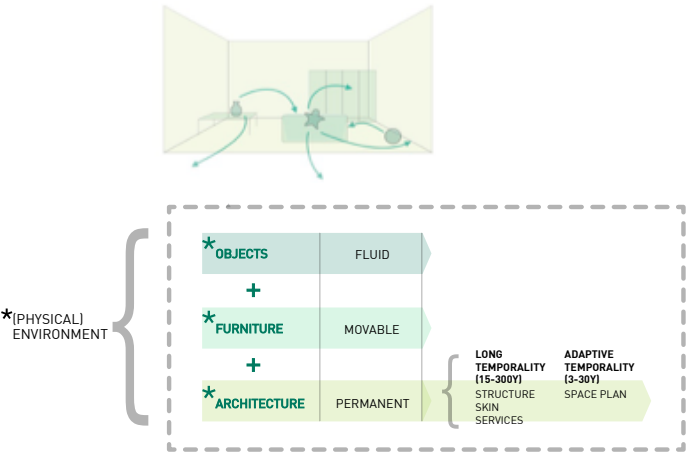 *OBJECTS FLUID
+
*(PHYSICAL)
ENVIRONMENT
*FURNITURE MOVABLE
+
*ARCHITECTURE PERMANENT
LONG
TEMPORALITY
(15-300Y)
STRUCTURE
SKIN
SERVICES
ADAPTIVE
TEMPORALITY
(3-30Y)
SPACE PLAN